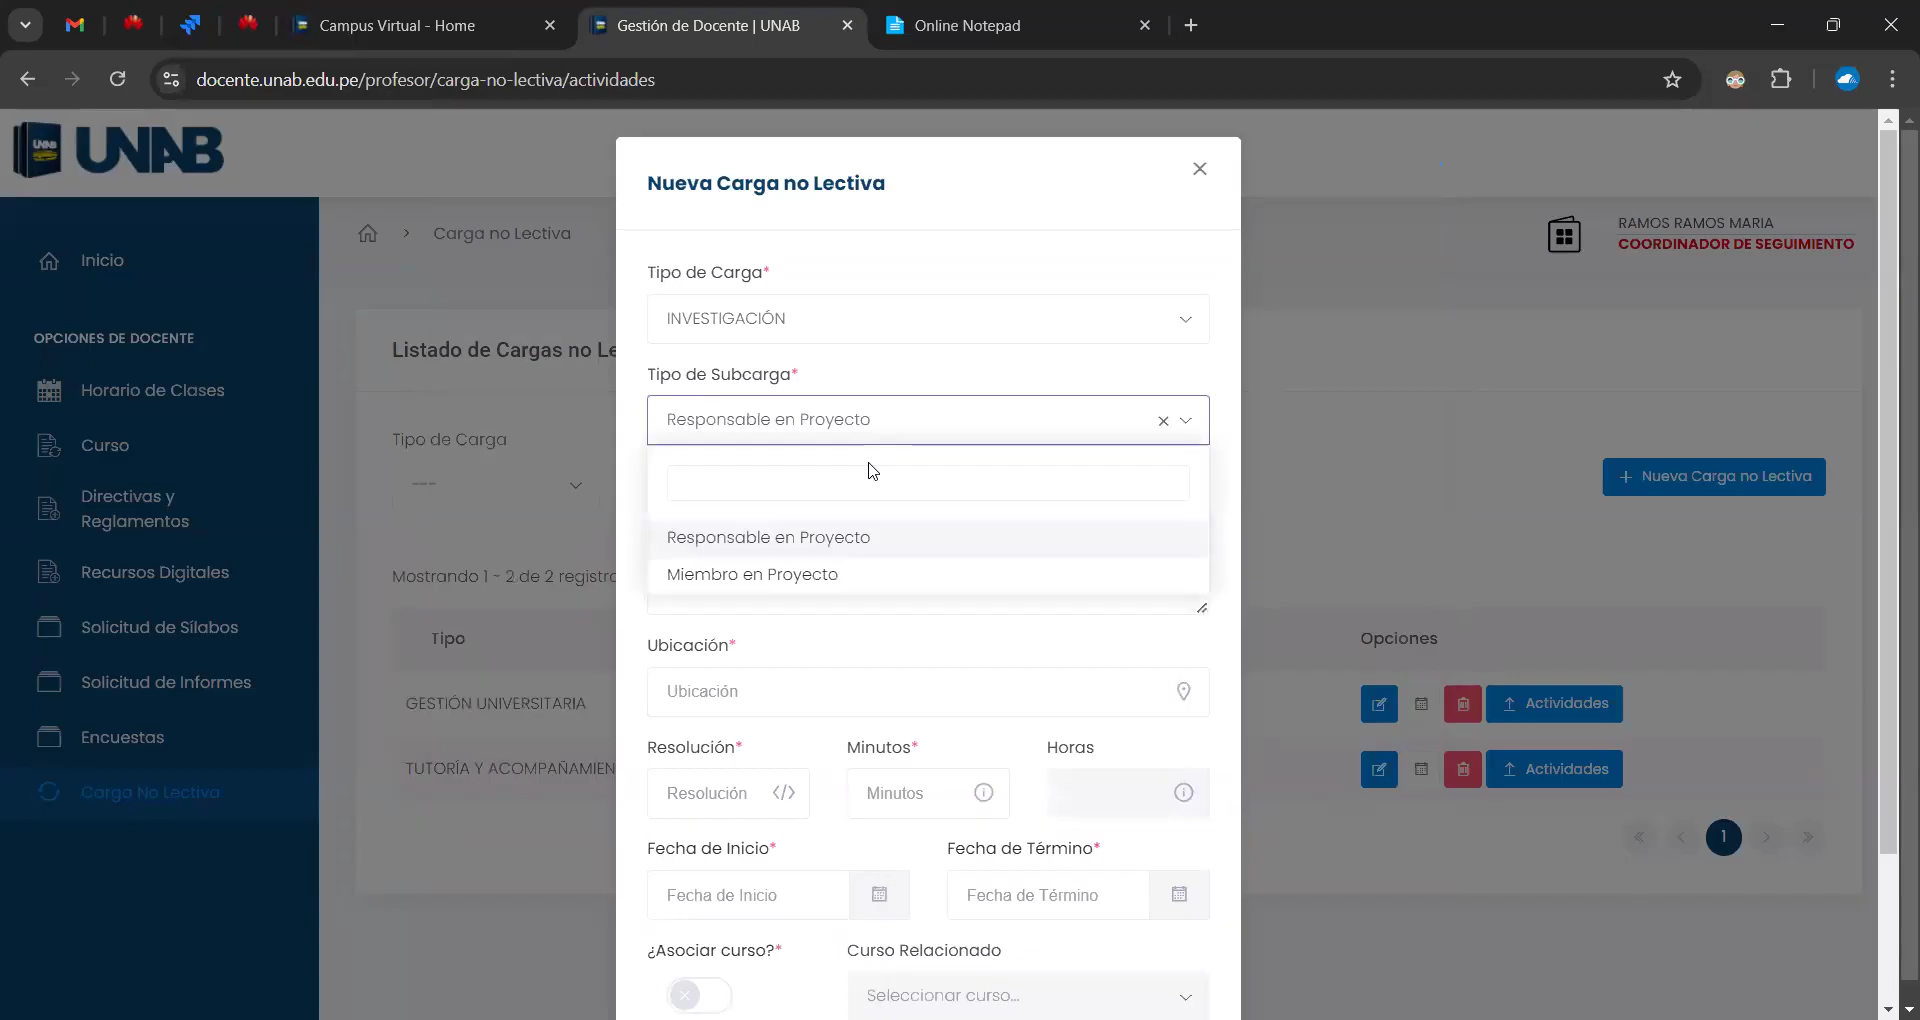 Campus Virtual - Home
Gestión de Docente | UNAB
Online Notepad
docente.unab.edu.pe/profesor/carga-no-lectiva/actividades
UNAB
UNAB
Nueva Carga no Lectiva
Inicio
Carga no Lectiva
RAMOS RAMOS MARIA
COORDINADOR DE SEGUIMIENTO
Tipo de Carga*
INVESTIGACIÓN
OPCIONES DE DOCENTE
Listado de Cargas no Le
Tipo de Subcarga*
Horario de Clases
Responsable en Proyecto
Curso
Tipo de Carga
---
Nueva Carga no Lectiva
Directivas y
Reglamentos
Responsable en Proyecto
Recursos Digitales
Mostrando 1 - 2 de 2 registro
Miembro en Proyecto
Solicitud de Sílabos
Tipo
Ubicación*
Opciones
Solicitud de Informes
Ubicación
GESTIÓN UNIVERSITARIA
Actividades
Encuestas
Resolución*
Minutos*
Horas
TUTORÍA Y ACOMPAÑAMIEN
Actividades
Carga No Lectiva
Resolución
Minutos
1
Fecha de Inicio*
Fecha de Término*
Fecha de Inicio
Fecha de Término
¿Asociar curso?*
Curso Relacionado
Seleccionar curso...